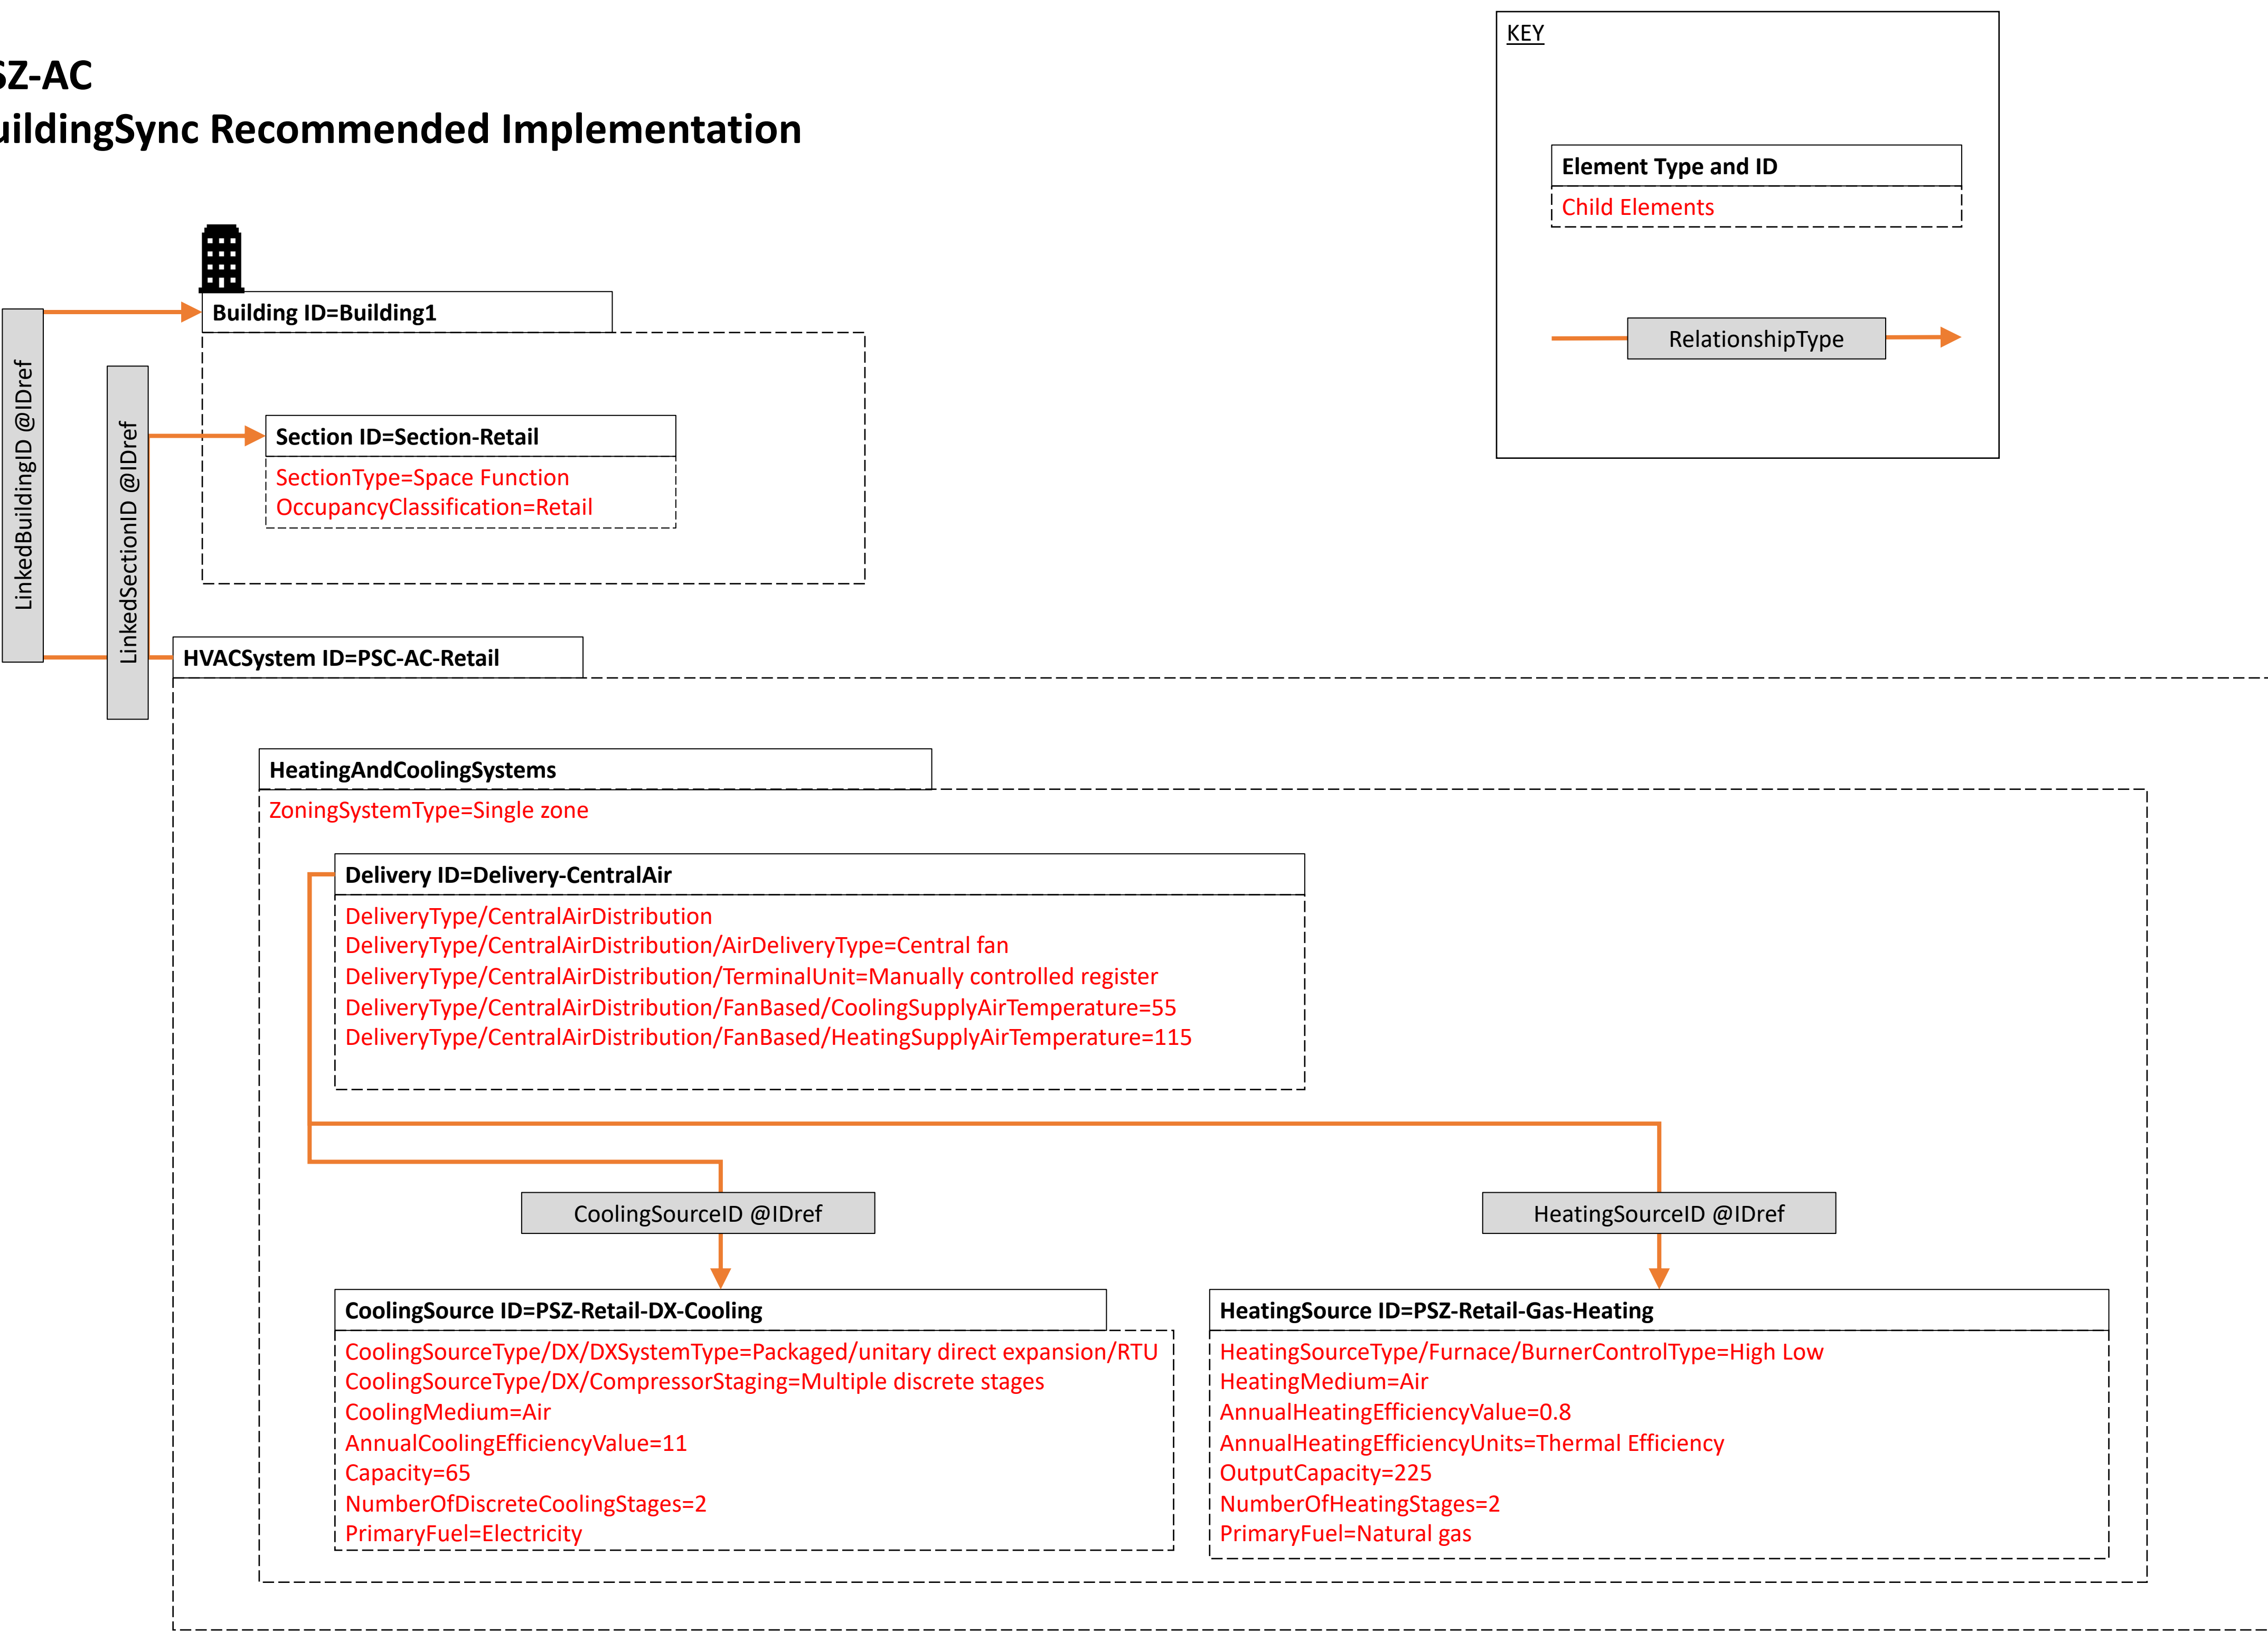 SZ-AC
uildingSync Recommended Implementation
KEY
Element Type and ID
Child Elements
RelationshipType
Building ID=Building1
LinkedBuildingID @IDref
LinkedSectionID @IDref
Section ID=Section-Retail
SectionType=Space Function
OccupancyClassification=Retail
HVACSystem ID=PSC-AC-Retail
HeatingAndCoolingSystems
ZoningSystemType=Single zone
Delivery ID=Delivery-CentralAir
DeliveryType/CentralAirDistribution
DeliveryType/CentralAirDistribution/AirDeliveryType=Central fan
DeliveryType/CentralAirDistribution/TerminalUnit=Manually controlled register
DeliveryType/CentralAirDistribution/FanBased/CoolingSupplyAirTemperature=55
DeliveryType/CentralAirDistribution/FanBased/HeatingSupplyAirTemperature=115
CoolingSourceID @IDref
HeatingSourceID @IDref
CoolingSource ID=PSZ-Retail-DX-Cooling
CoolingSourceType/DX/DXSystemType=Packaged/unitary direct expansion/RTU
CoolingSourceType/DX/CompressorStaging=Multiple discrete stages
CoolingMedium=Air
AnnualCoolingEfficiencyValue=11
Capacity=65
NumberOfDiscreteCoolingStages=2
PrimaryFuel=Electricity
HeatingSource ID=PSZ-Retail-Gas-Heating
HeatingSourceType/Furnace/BurnerControlType=High Low
HeatingMedium=Air
AnnualHeatingEfficiencyValue=0.8
AnnualHeatingEfficiencyUnits=Thermal Efficiency
OutputCapacity=225
NumberOfHeatingStages=2
PrimaryFuel=Natural gas